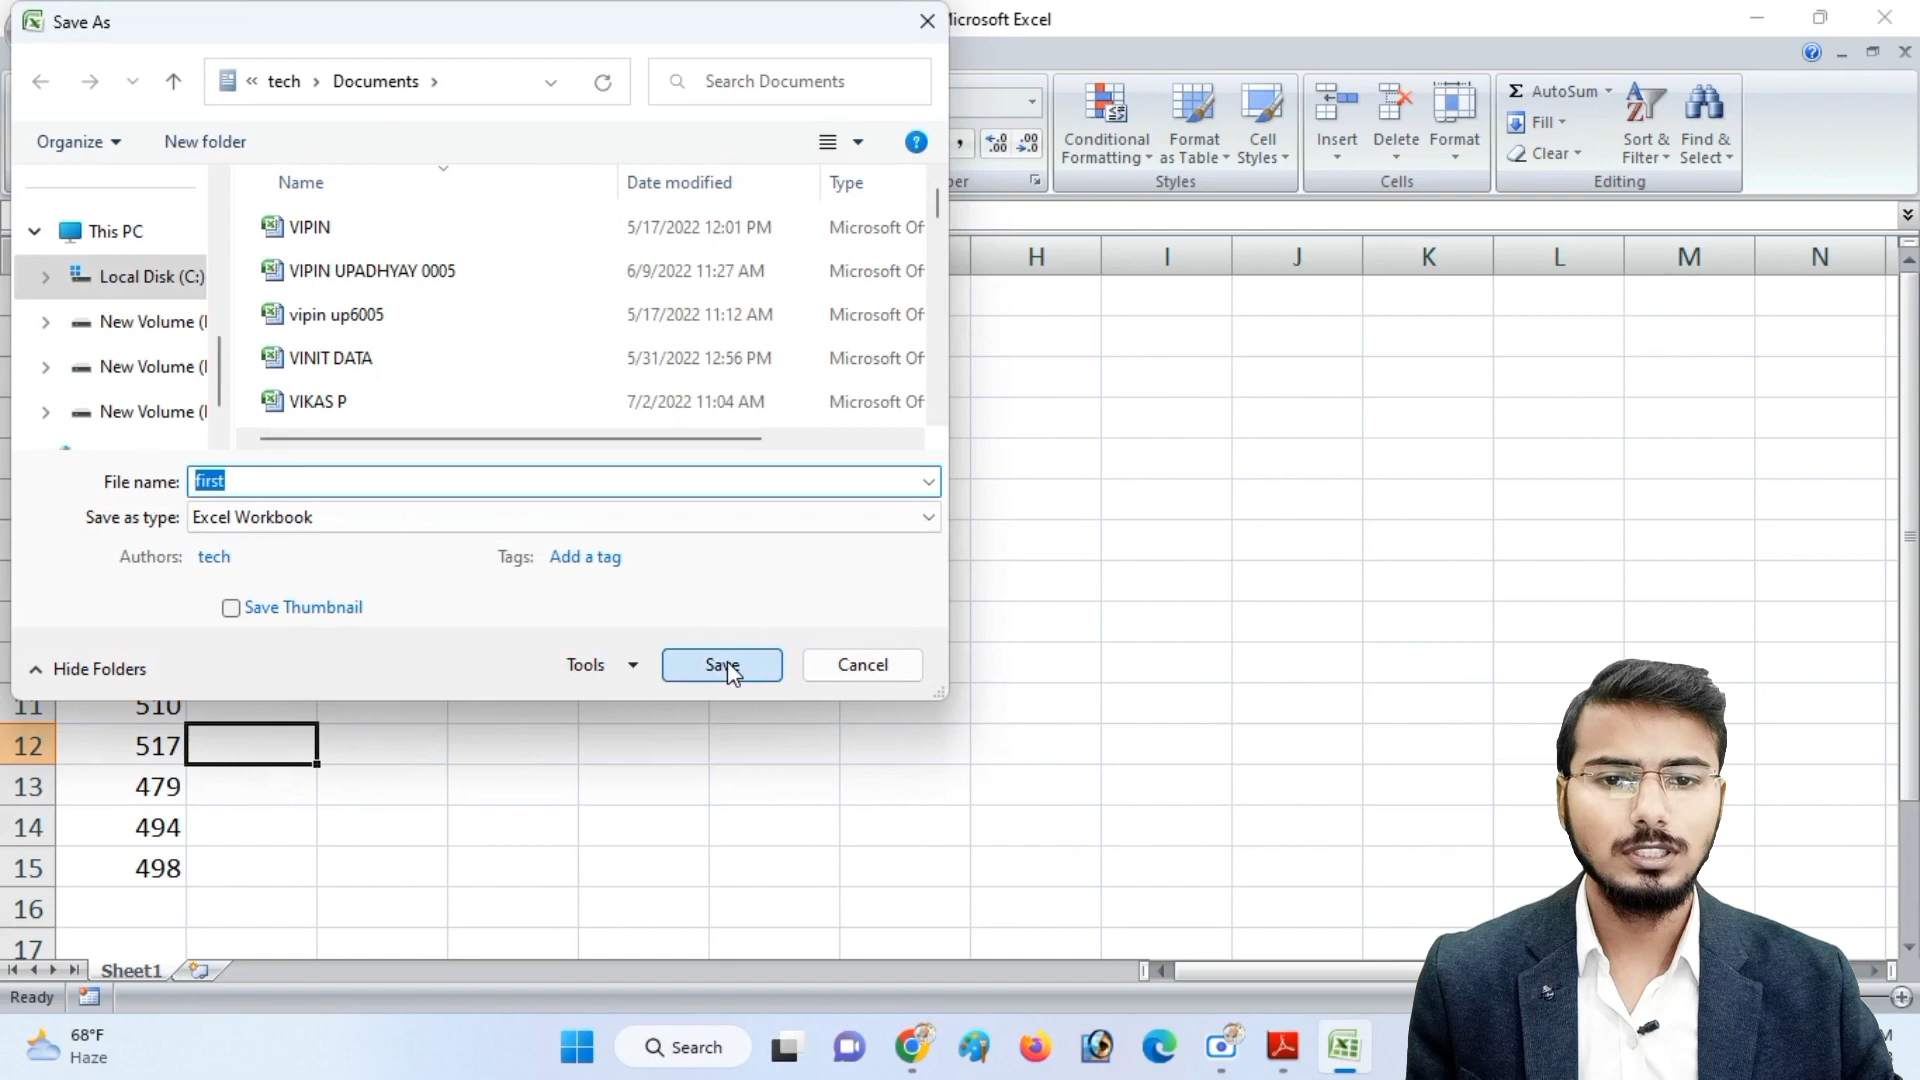 Save As
Microsoft Excel
tech
Documents
Search Documents
Organize
New folder
Name
Date modified
Type
This PC
Local Disk (C:)
New Volume (
New Volume (
New Volume (
VIPIN 5/17/2022 12:01 PM Microsoft Of
VIPIN UPADHYAY 0005 6/9/2022 11:27 AM Microsoft Of
vipin up6005 5/17/2022 11:12 AM Microsoft Of
VINIT DATA 5/31/2022 12:56 PM Microsoft Of
VIKAS P 7/2/2022 11:04 AM Microsoft Of
File name: first
Save as type: Excel Workbook
Authors: tech
Tags: Add a tag
Save Thumbnail
Hide Folders
Tools
Save
Cancel
Conditional
Formatting
Format
as Table
Cell
Styles
Insert
Delete
Format
Σ AutoSum
Fill
Clear
Sort &
Filter
Find &
Select
Styles
Cells
Editing
H I J K L M N
11 510
12 517
13 479
14 494
15 498
16
17
Sheet1
Ready
68°F
Haze
Search